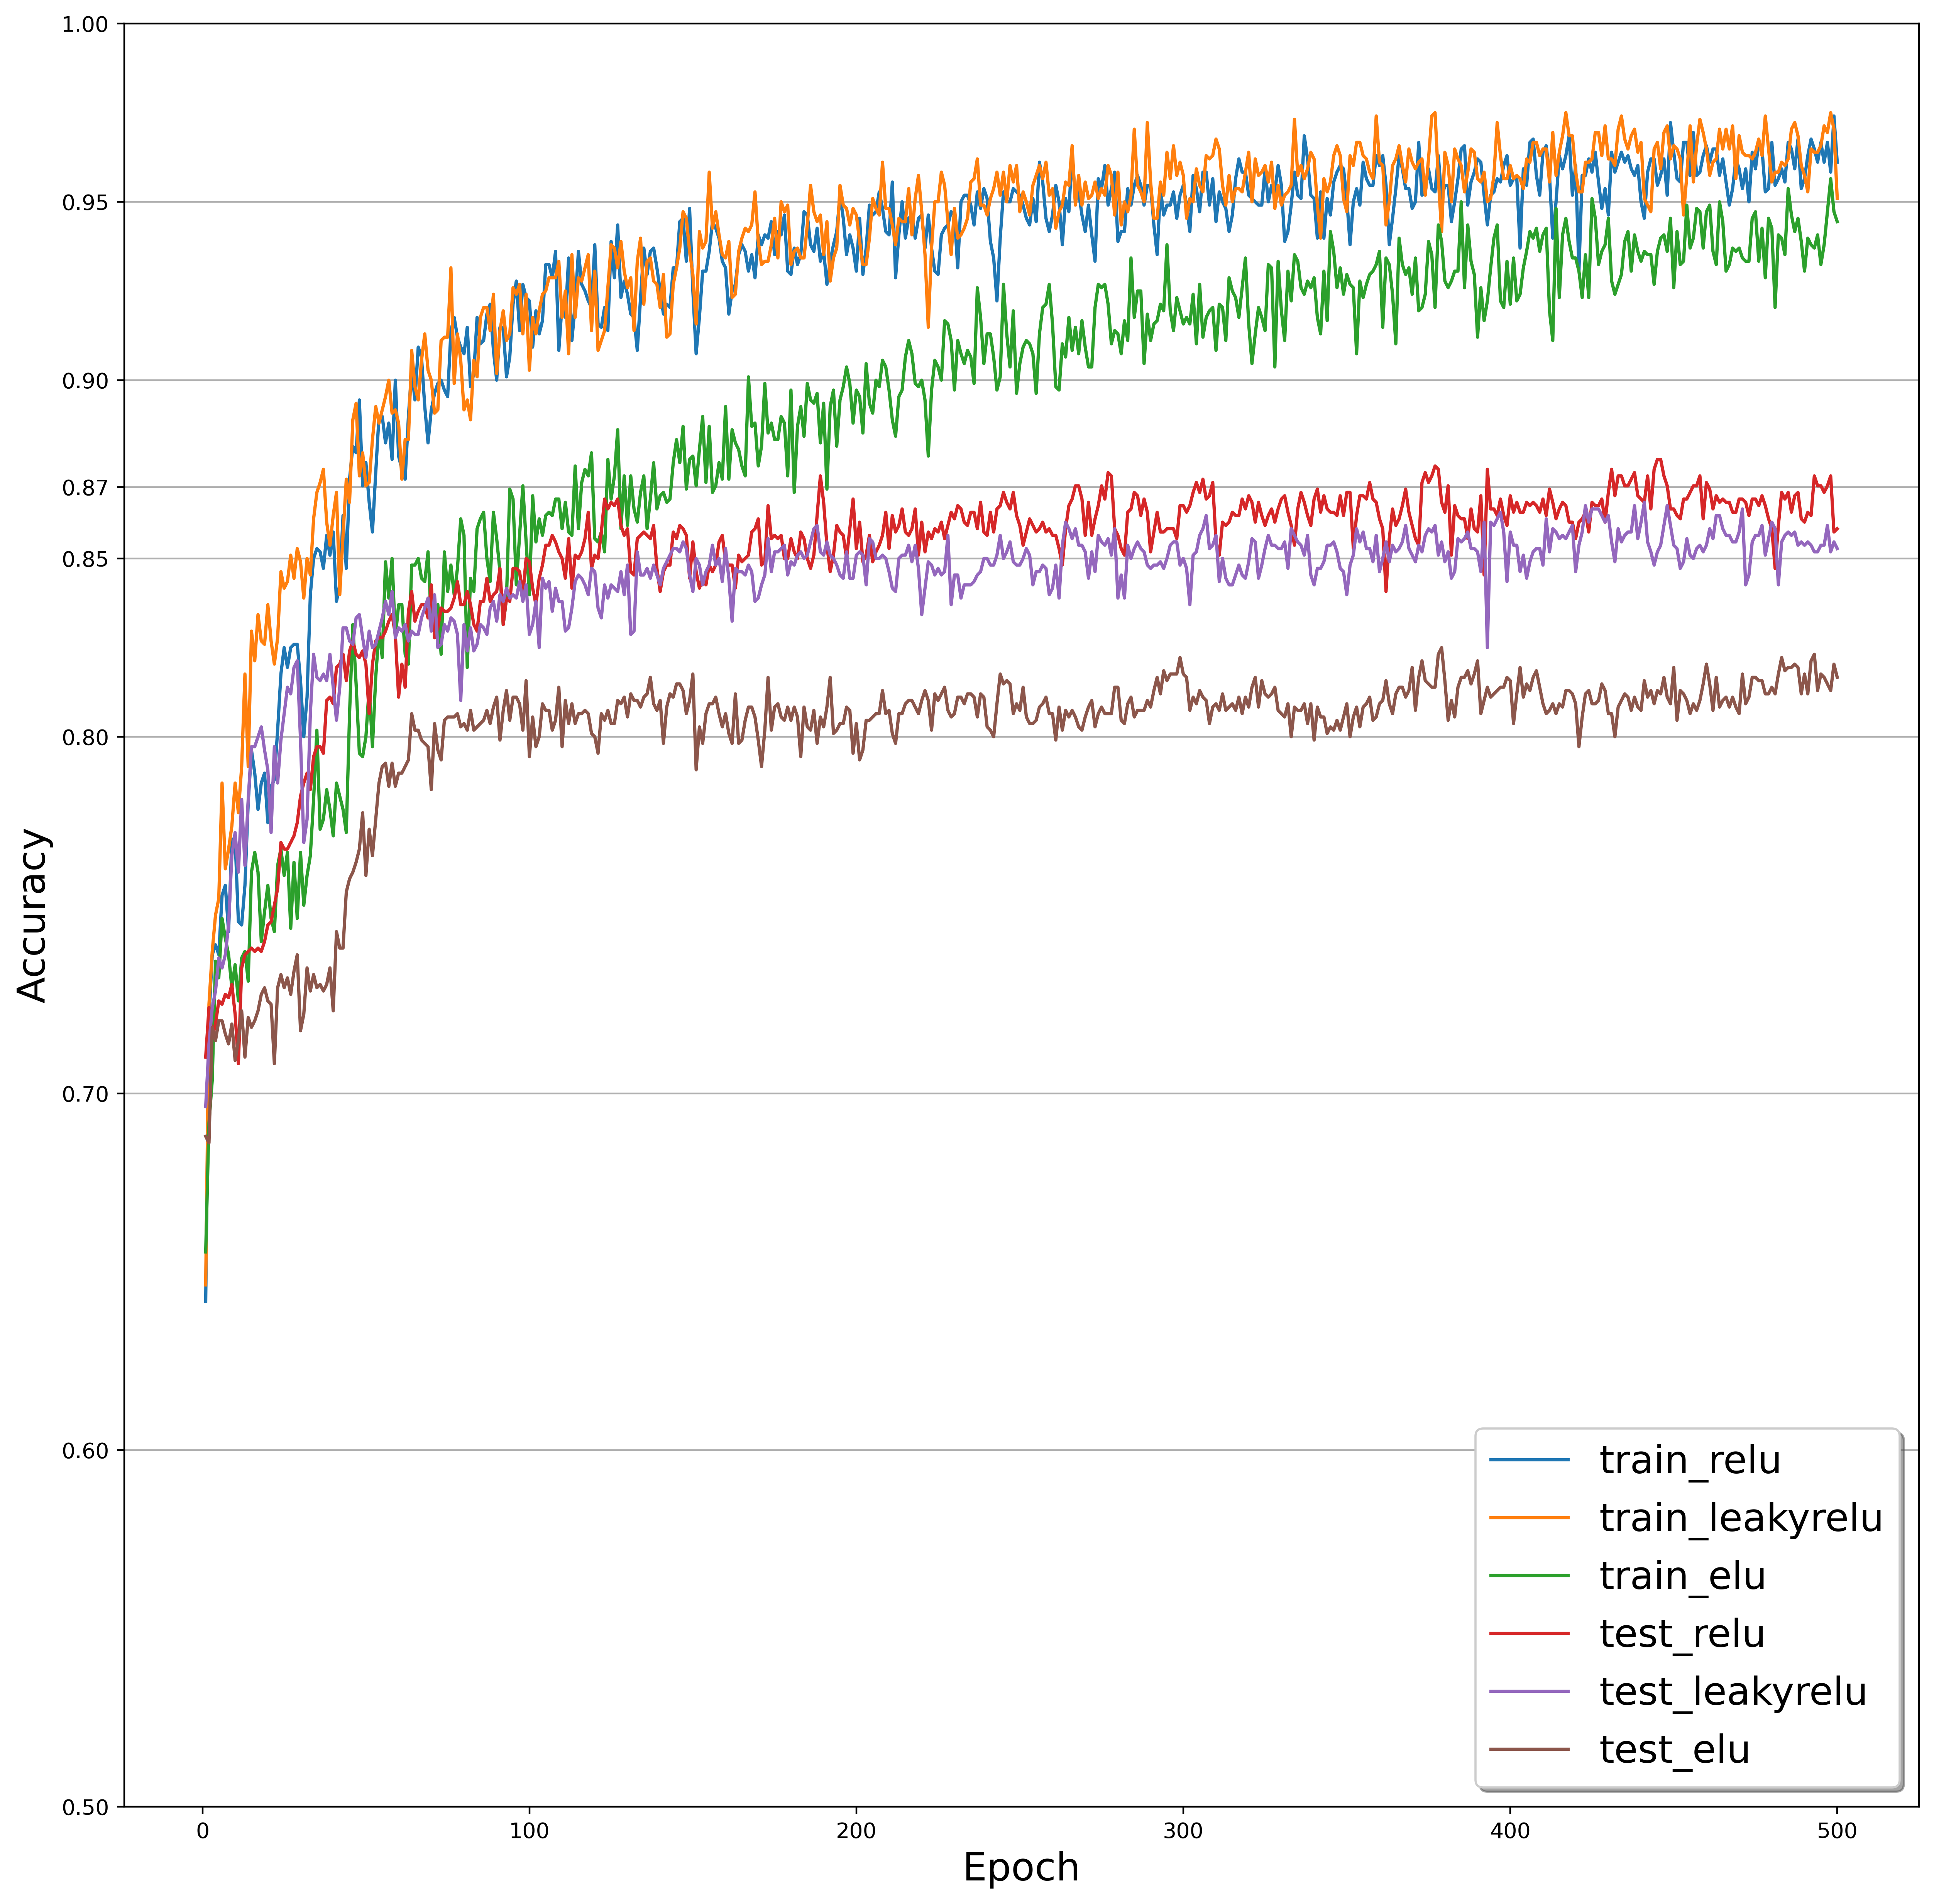 1.00
0.95
0.90
0.87
0.85
0.80
0.70
0.60
0.50
Accuracy
0
100
200
300
400
500
Epoch
train_relu
train_leakyrelu
train_elu
test_relu
test_leakyrelu
test_elu